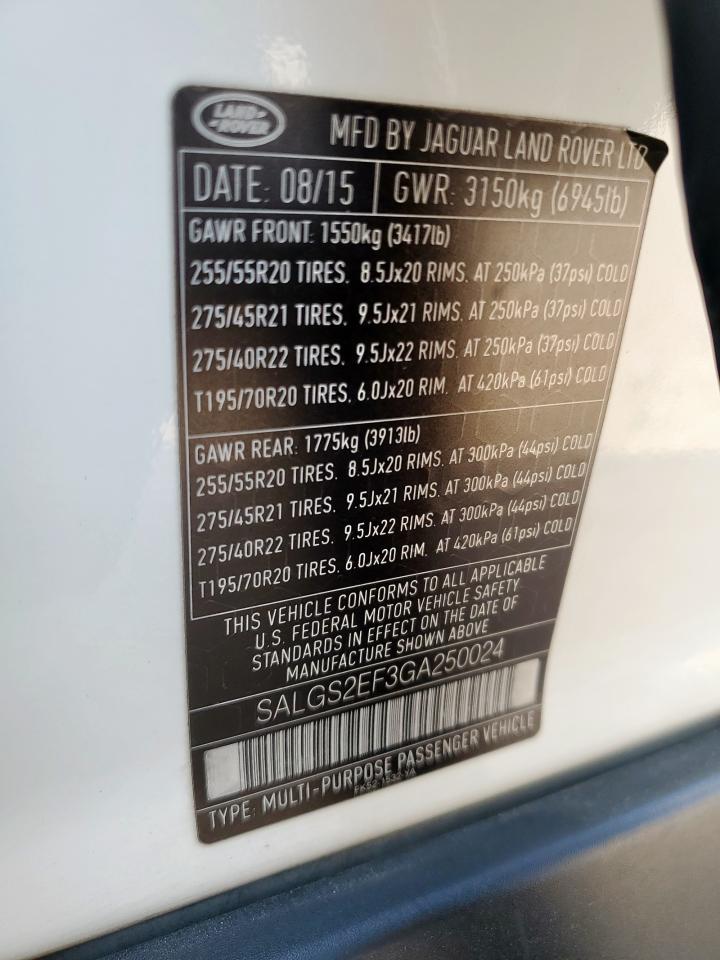 LAND-
-ROVER
MFD BY JAGUAR LAND ROVER LTD
DATE: 08/15 GWR: 3150kg (6945lb)
GAWR FRONT: 1550kg (3417lb)
255/55R20 TIRES. 8.5Jx20 RIMS. AT 250kPa (37psi) COLD
275/45R21 TIRES. 9.5Jx21 RIMS. AT 250kPa (37psi) COLD
275/40R22 TIRES. 9.5Jx22 RIMS. AT 250kPa (37psi) COLD
T195/70R20 TIRES. 6.0Jx20 RIM. AT 420kPa (61psi) COLD
GAWR REAR: 1775kg (3913lb)
255/55R20 TIRES. 8.5Jx20 RIMS. AT 300kPa (44psi) COLD
275/45R21 TIRES. 9.5Jx21 RIMS. AT 300kPa (44psi) COLD
275/40R22 TIRES. 9.5Jx22 RIMS. AT 300kPa (44psi) COLD
T195/70R20 TIRES. 6.0Jx20 RIM. AT 420kPa (61psi) COLD
THIS VEHICLE CONFORMS TO ALL APPLICABLE
U.S. FEDERAL MOTOR VEHICLE SAFETY
STANDARDS IN EFFECT ON THE DATE OF
MANUFACTURE SHOWN ABOVE
SALGS2EF3GA250024
TYPE: MULTI-PURPOSE PASSENGER VEHICLE
FK52-1532-YA